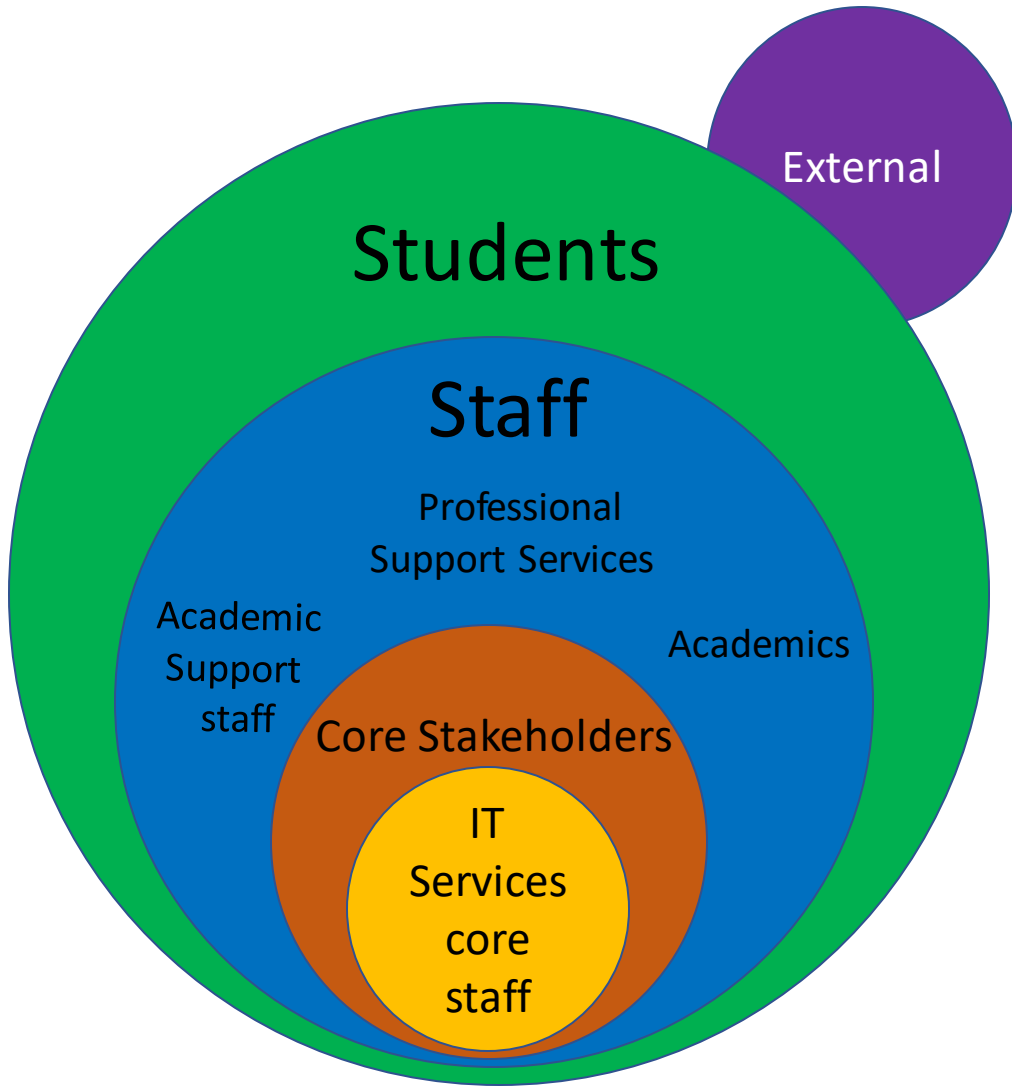 External
Students
Staff
Professional
Support Services
Academic
Support
staff
Academics
Core Stakeholders
IT
Services
core
staff